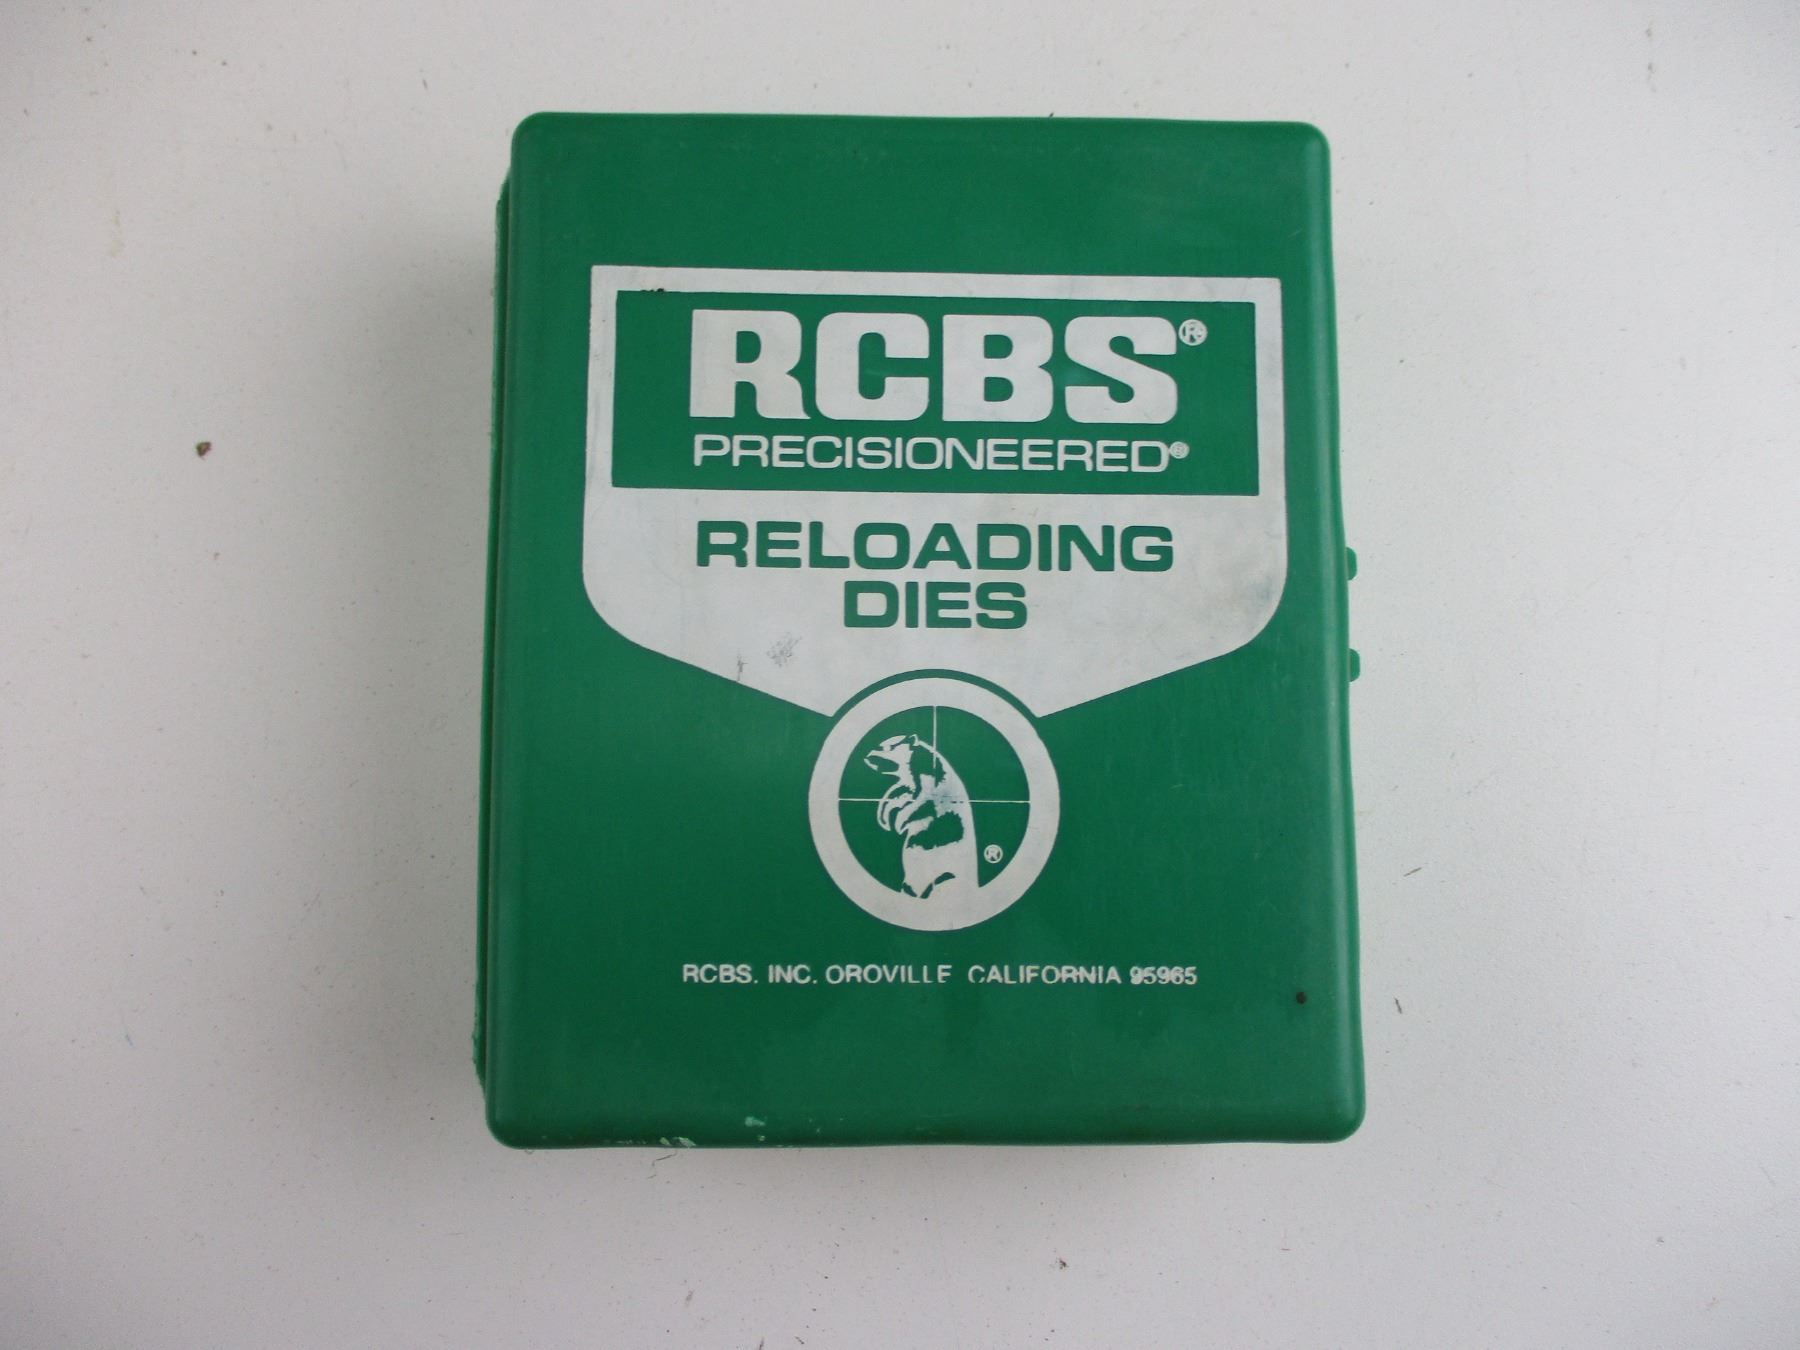 RCBS®
PRECISIONEERED®
RELOADING
DIES
®
RCBS. INC. OROVILLE CALIFORNIA 95965